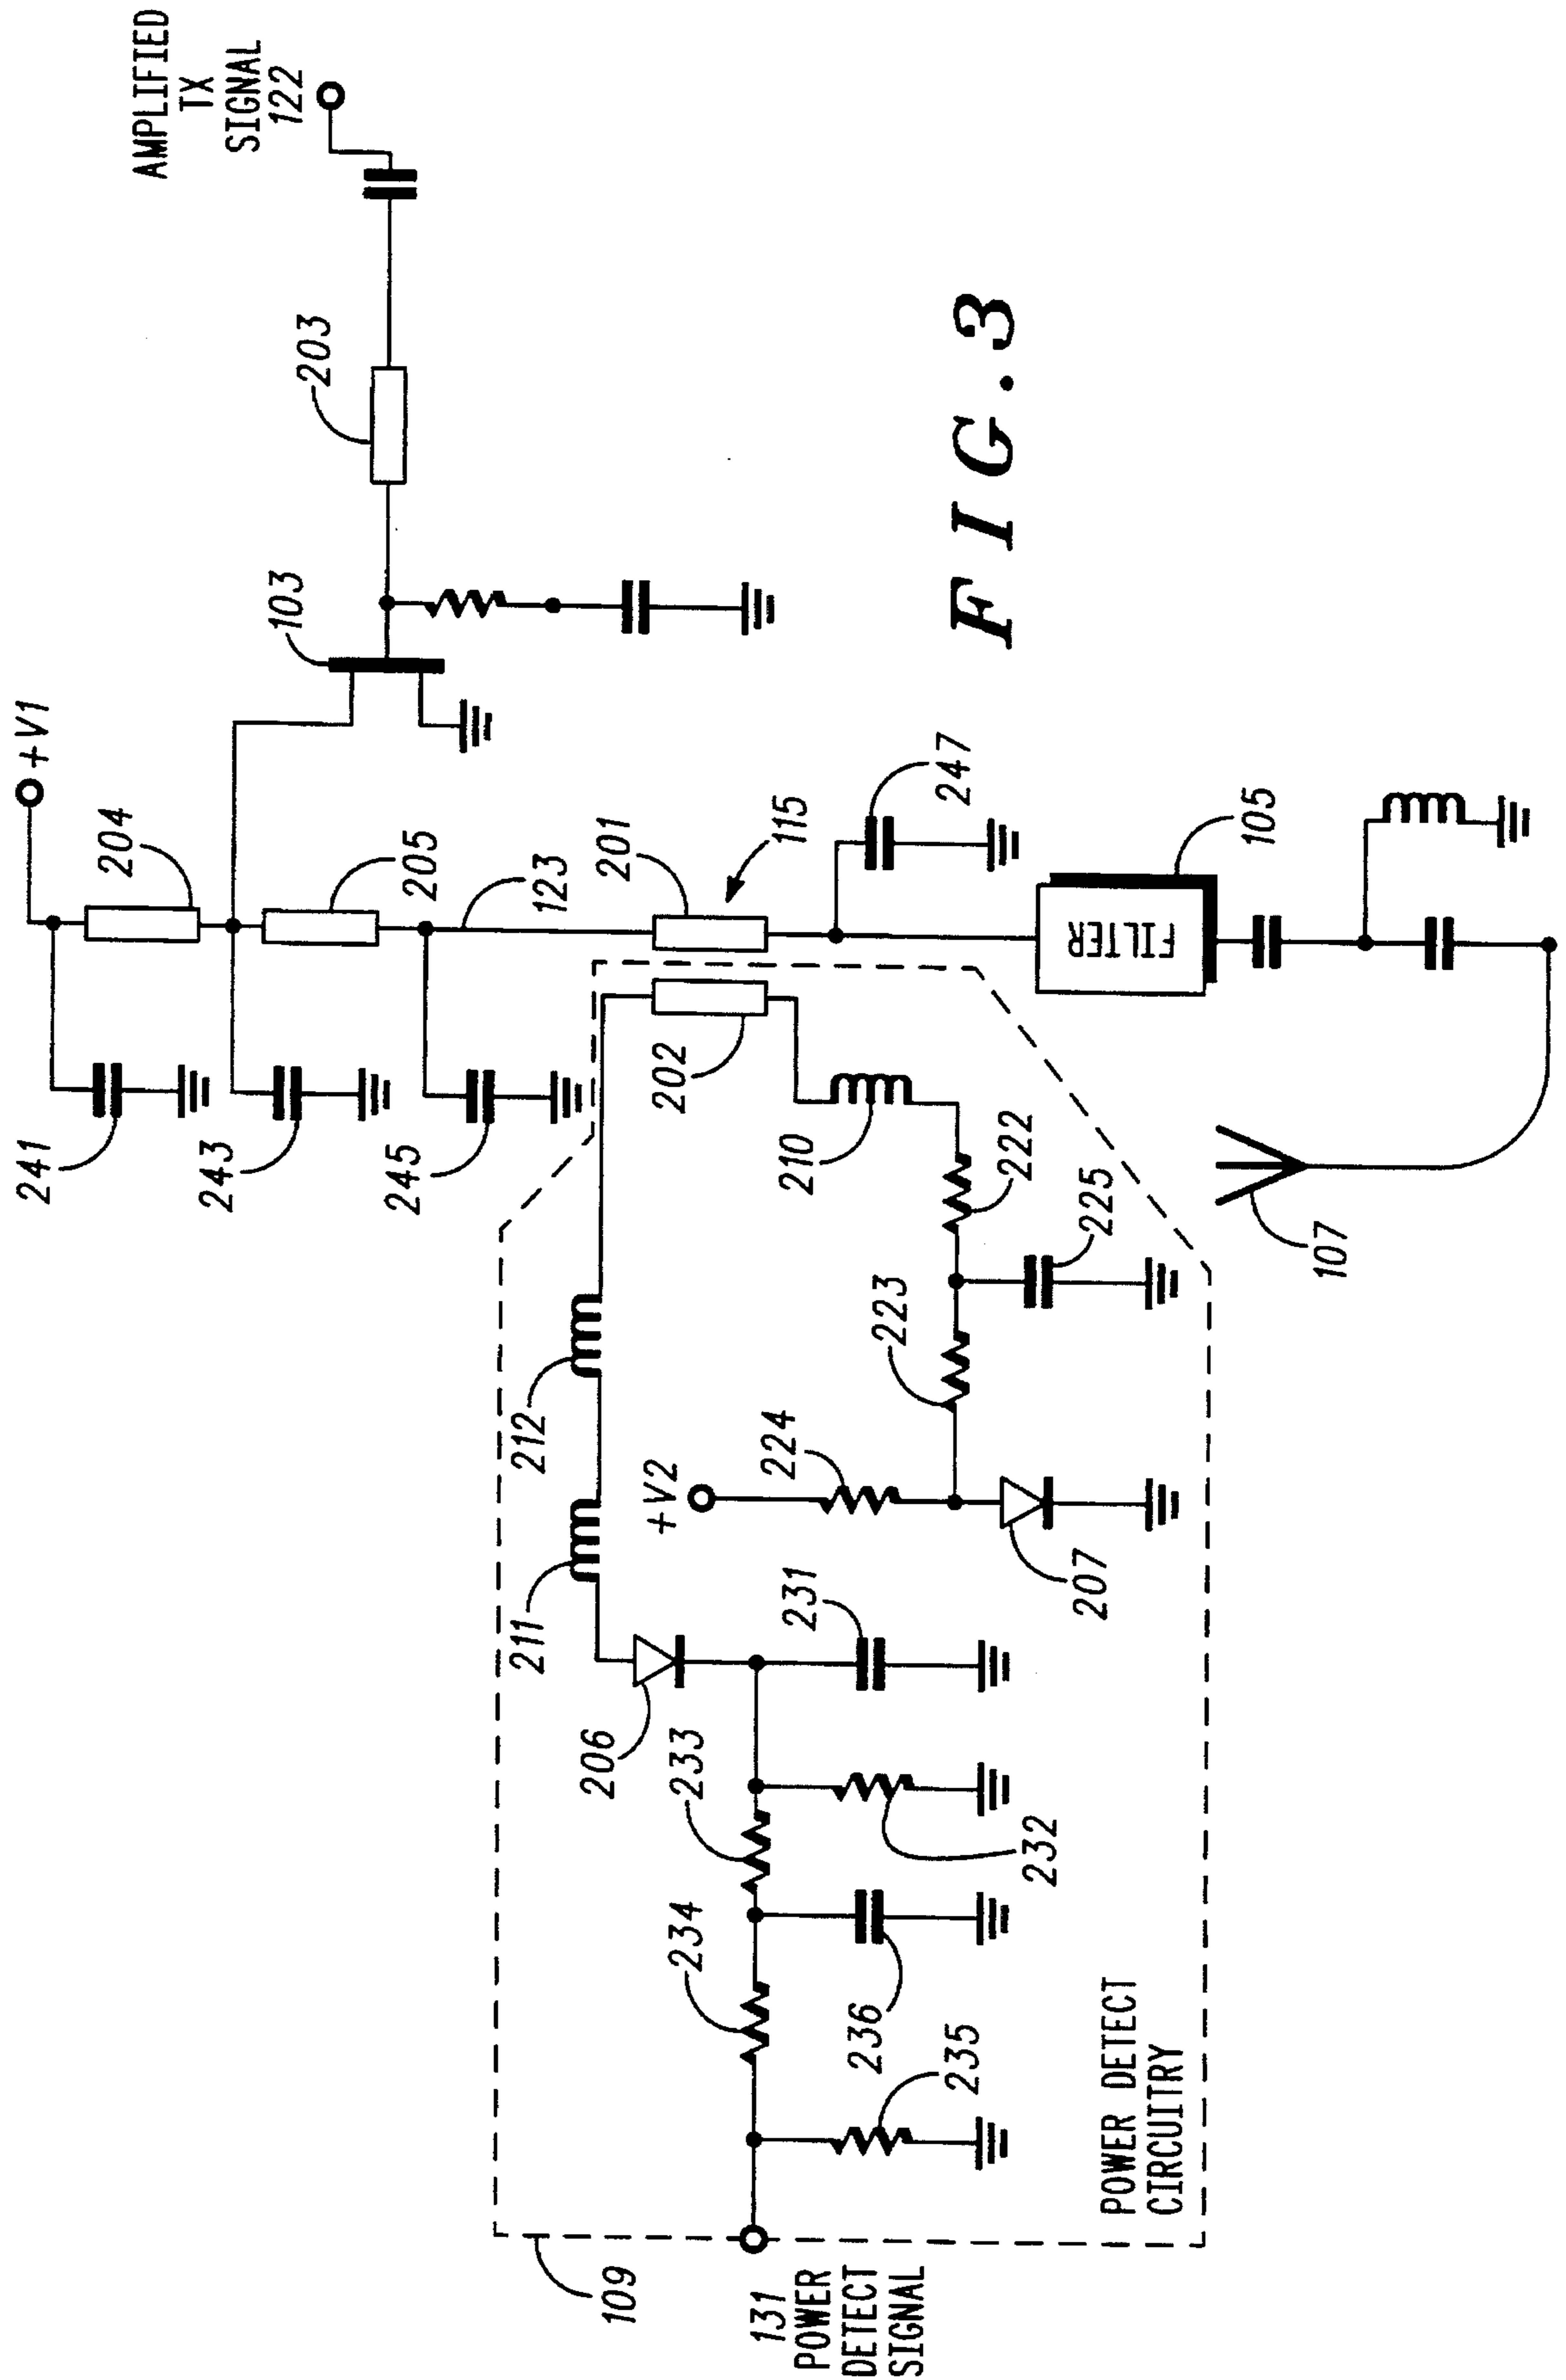 AMPLIFIED
TX
SIGNAL
122
203
103
+V1
204
205
123
201
115
247
105
FILTER
241
243
245
202
210
222
225
223
107
212
211
+V2
224
207
231
206
233
232
234
236
235
109
131
POWER
DETECT
SIGNAL
POWER DETECT
CIRCUITRY
FIG.3